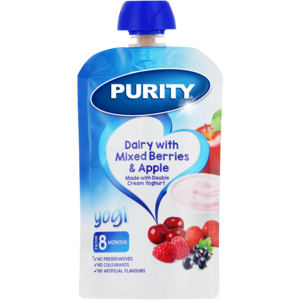 PURITY
Dairy with
Mixed Berries
& Apple
Made with Double
Cream Yoghurt
yogi
FROM
8 MONTHS
✓NO PRESERVATIVES
✓NO COLOURANTS
✓NO ARTIFICIAL FLAVOURS